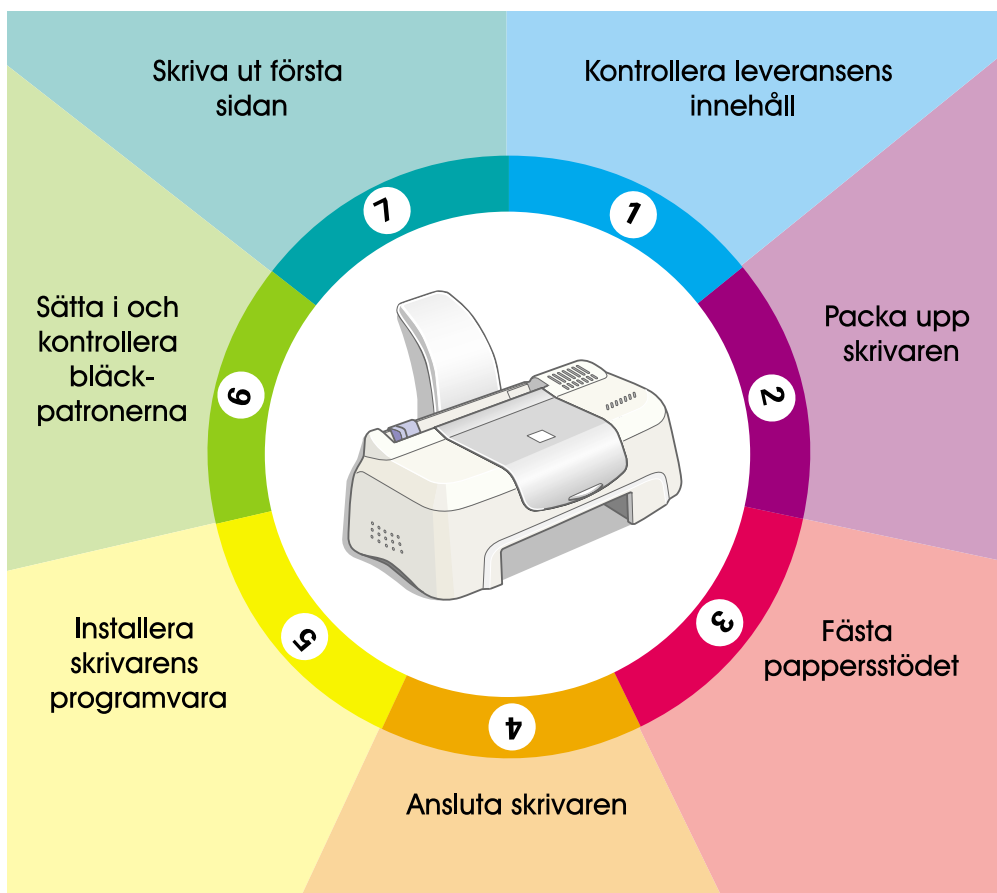 1
Kontrollera leveransens
innehåll
2
Packa upp
skrivaren
3
Fästa
pappersstödet
4
Ansluta skrivaren
5
Installera
skrivarens
programvara
6
Sätta i och
kontrollera
bläck-
patronerna
7
Skriva ut första
sidan